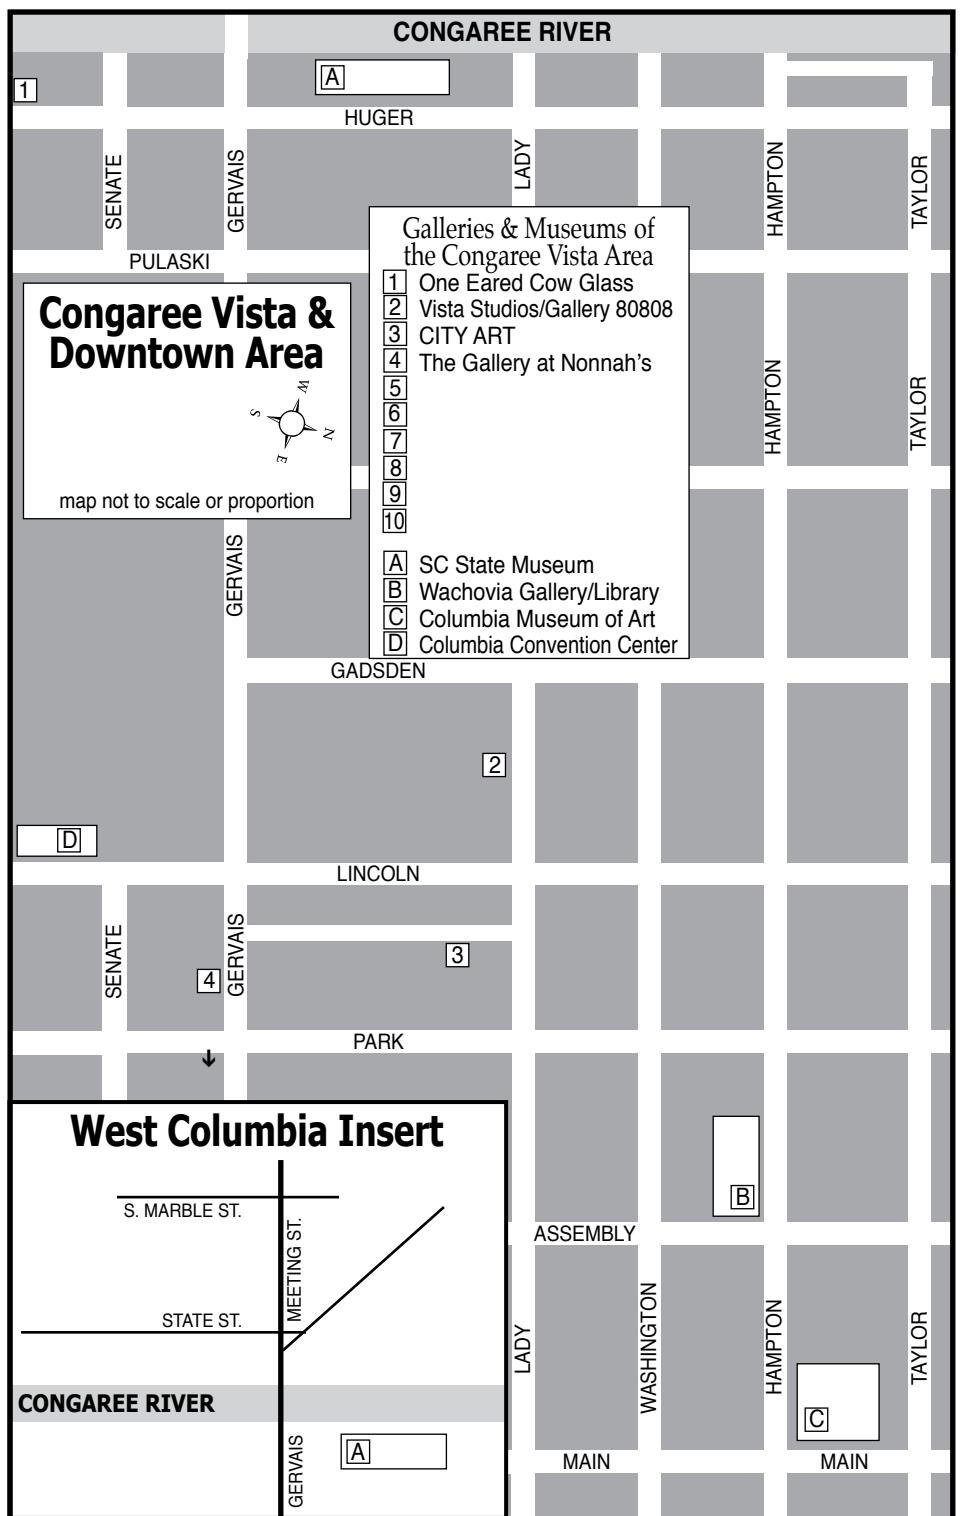 CONGAREE RIVER
A
1
HUGER
SENATE
GERVAIS
LADY
HAMPTON
TAYLOR
PULASKI
Galleries & Museums of
the Congaree Vista Area
1 One Eared Cow Glass
2 Vista Studios/Gallery 80808
3 CITY ART
4 The Gallery at Nonnah's
5
6
7
8
9
10
A SC State Museum
B Wachovia Gallery/Library
C Columbia Museum of Art
D Columbia Convention Center
Congaree Vista &
Downtown Area
W
S
N
E
map not to scale or proportion
HAMPTON
TAYLOR
GERVAIS
GADSDEN
2
D
LINCOLN
SENATE
GERVAIS
3
4
PARK
West Columbia Insert
S. MARBLE ST.
MEETING ST.
STATE ST.
CONGAREE RIVER
GERVAIS
A
B
ASSEMBLY
LADY
WASHINGTON
HAMPTON
TAYLOR
C
MAIN
MAIN